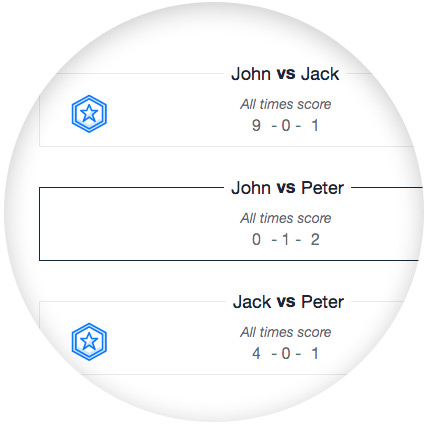 John vs Jack
All times score
9 - 0 - 1
John vs Peter
All times score
0 - 1 - 2
Jack vs Peter
All times score
4 - 0 - 1